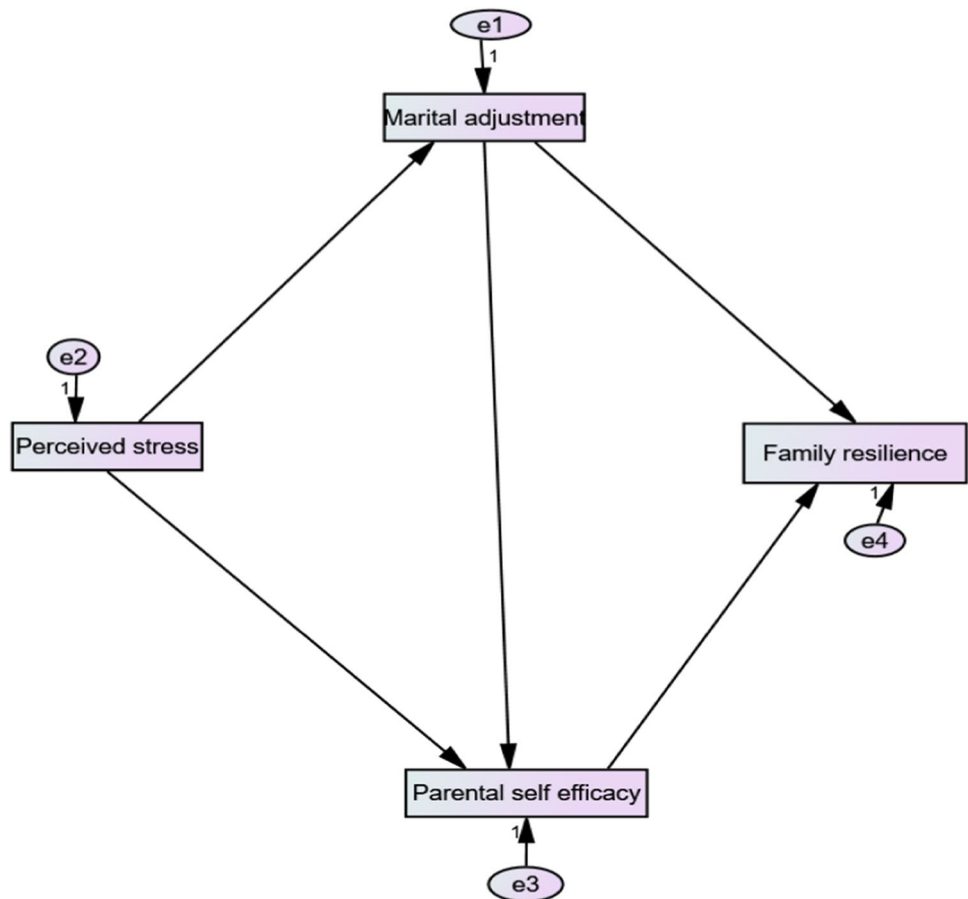 e1
1
Marital adjustment
e2
1
Perceived stress
Family resilience
1
e4
Parental self efficacy
1
e3